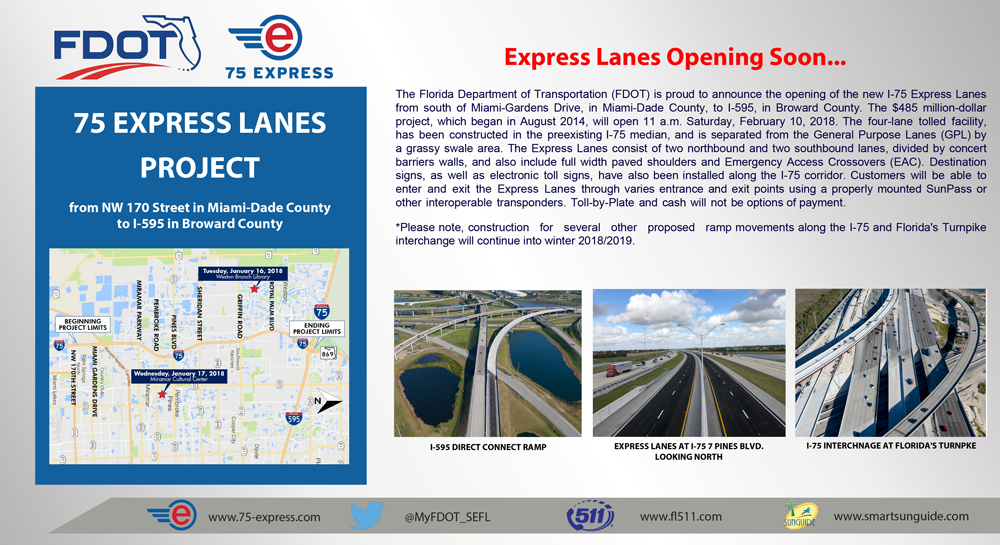 FDOT
e
75 EXPRESS
75 EXPRESS LANES
PROJECT
from NW 170 Street in Miami-Dade County
to I-595 in Broward County
Tuesday, January 16, 2018
Weston Branch Library
BEGINNING
PROJECT LIMITS
ENDING
PROJECT LIMITS
MIRAMAR PARKWAY
PEMBROKE ROAD
PINES BLVD
SHERIDAN STREET
GRIFFIN ROAD
ROYAL PALM BLVD
Weston
75
75
75
75
869
Wednesday, January 17, 2018
Miramar Cultural Center
MIAMI GARDENS DRIVE
NW 170TH STREET
Miami Lakes
Miramar
Pembroke
Pines
Cooper City
Davie
N
595
Express Lanes Opening Soon...
The Florida Department of Transportation (FDOT) is proud to announce the opening of the new I-75 Express Lanes
from south of Miami-Gardens Drive, in Miami-Dade County, to I-595, in Broward County. The $485 million-dollar
project, which began in August 2014, will open 11 a.m. Saturday, February 10, 2018. The four-lane tolled facility,
has been constructed in the preexisting I-75 median, and is separated from the General Purpose Lanes (GPL) by
a grassy swale area. The Express Lanes consist of two northbound and two southbound lanes, divided by concert
barriers walls, and also include full width paved shoulders and Emergency Access Crossovers (EAC). Destination
signs, as well as electronic toll signs, have also been installed along the I-75 corridor. Customers will be able to
enter and exit the Express Lanes through varies entrance and exit points using a properly mounted SunPass or
other interoperable transponders. Toll-by-Plate and cash will not be options of payment.
*Please note, construction for several other proposed ramp movements along the I-75 and Florida's Turnpike
interchange will continue into winter 2018/2019.
I-595 DIRECT CONNECT RAMP
EXPRESS LANES AT I-75 7 PINES BLVD.
LOOKING NORTH
I-75 INTERCHNAGE AT FLORIDA'S TURNPKE
e
www.75-express.com
@MyFDOT_SEFL
511
www.fl511.com
SUNGUIDE
www.smartsunguide.com